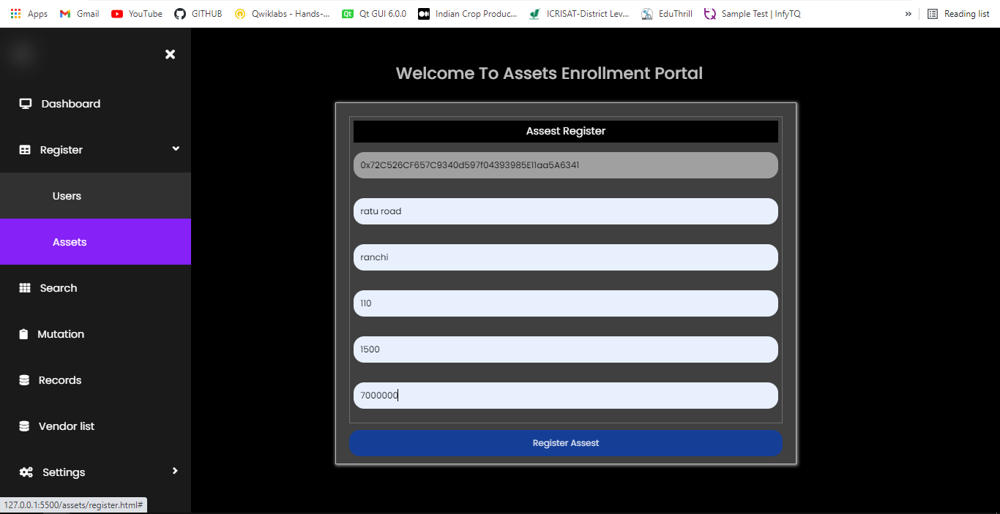 Apps Gmail YouTube GITHUB Qwiklabs - Hands-... Qt GUI 6.0.0 Indian Crop Produc... ICRISAT-District Lev... EduThrill Sample Test | InfyTQ » Reading list
Welcome To Assets Enrollment Portal
Dashboard
Register
Users
Assets
Search
Mutation
Records
Vendor list
Settings
Assest Register
0x72C526CF657C9340d597f04393985E11aa5A6341
ratu road
ranchi
110
1500
7000000
Register Assest
127.0.0.1:5500/assets/register.html#